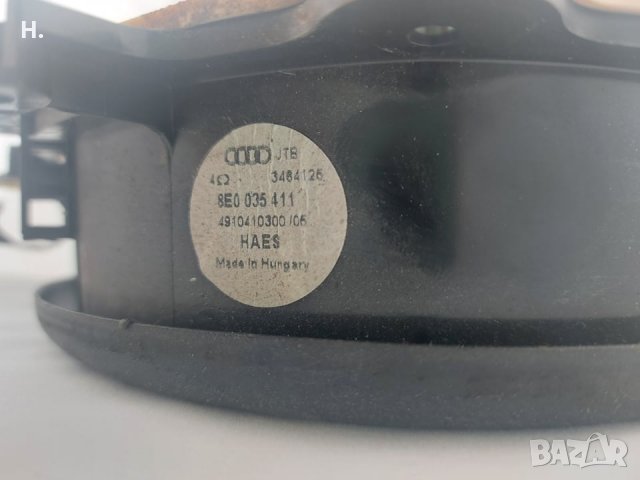 H.
JTB
4Ω 3464125
8E0 035 411
4910410300 /05
HAES
Made in Hungary
BAZAR